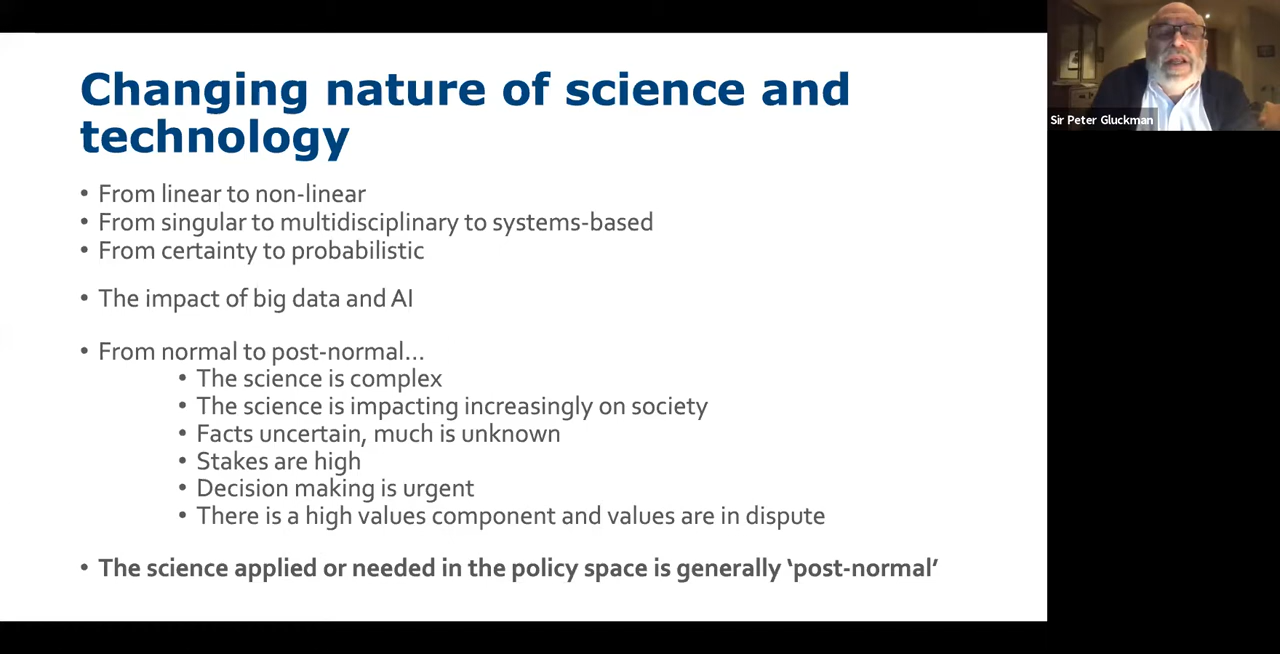 Changing nature of science and
technology
• From linear to non-linear
• From singular to multidisciplinary to systems-based
• From certainty to probabilistic
• The impact of big data and AI
• From normal to post-normal...
• The science is complex
• The science is impacting increasingly on society
• Facts uncertain, much is unknown
• Stakes are high
• Decision making is urgent
• There is a high values component and values are in dispute
• The science applied or needed in the policy space is generally ‘post-normal’
Sir Peter Gluckman